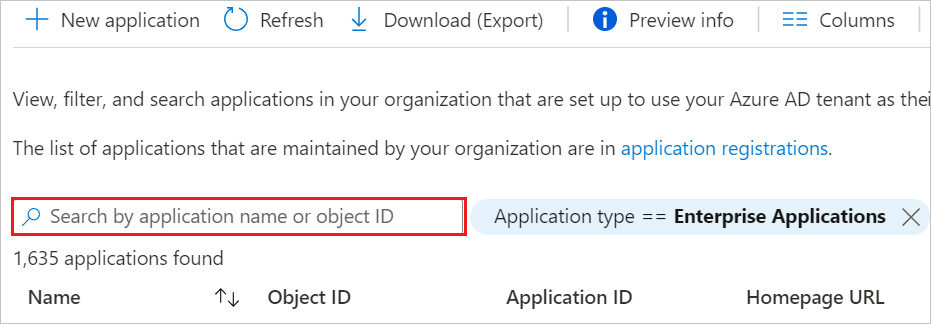 New application Refresh Download (Export) Preview info Columns
View, filter, and search applications in your organization that are set up to use your Azure AD tenant as their
The list of applications that are maintained by your organization are in application registrations.
Search by application name or object ID Application type == Enterprise Applications
1,635 applications found
Name Object ID Application ID Homepage URL